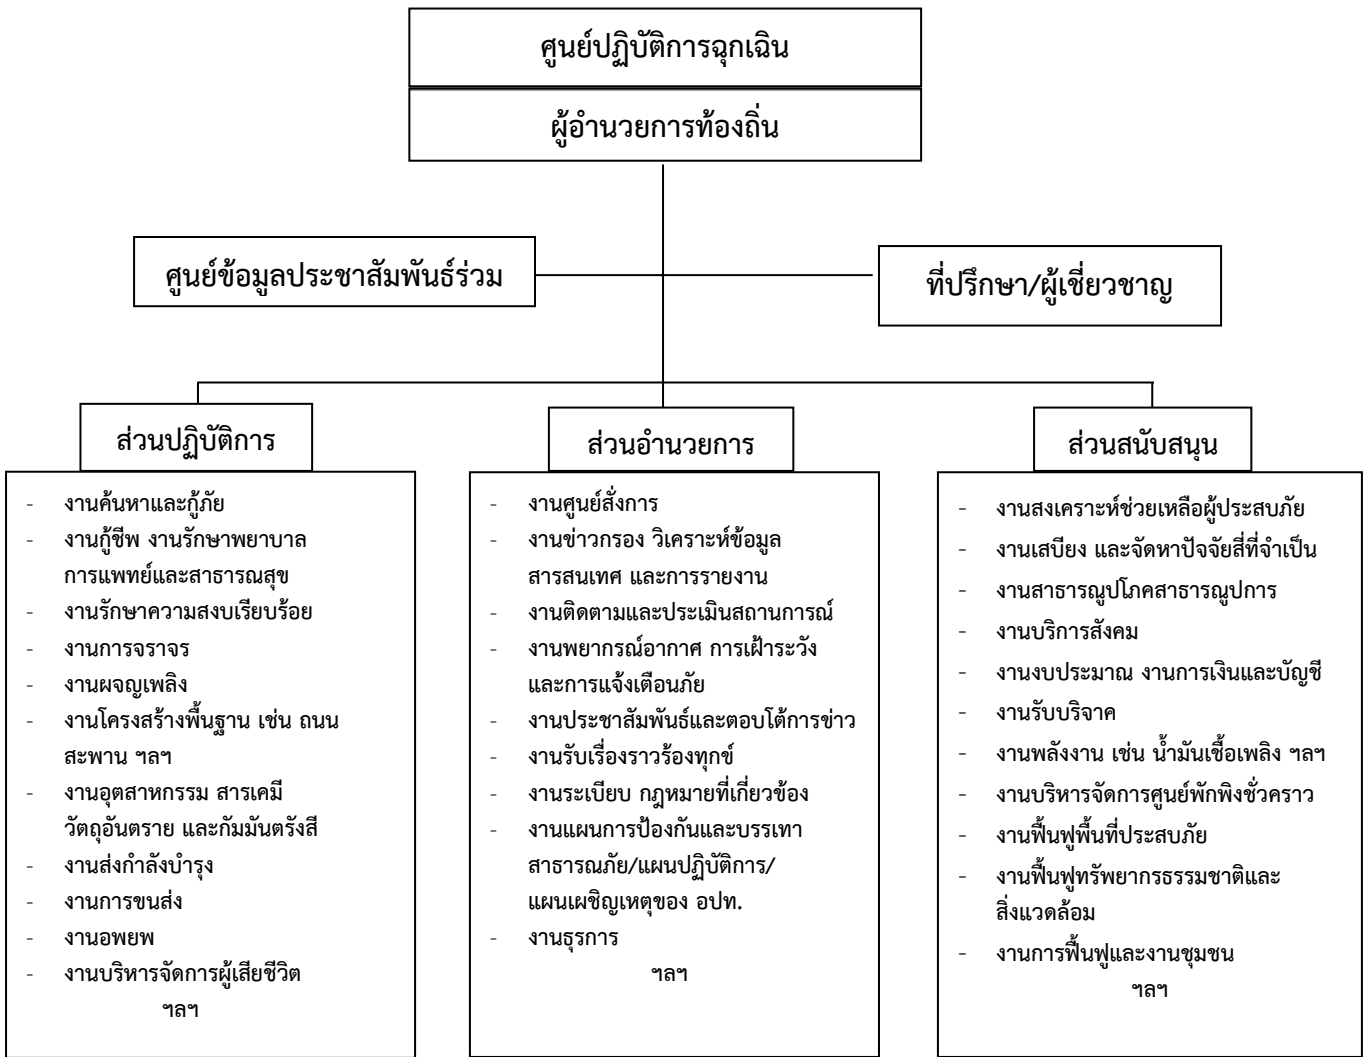 ศูนย์ปฏิบัติการฉุกเฉิน
ผู้อำนวยการท้องถิ่น
ศูนย์ข้อมูลประชาสัมพันธ์ร่วม
ที่ปรึกษา/ผู้เชี่ยวชาญ
ส่วนปฏิบัติการ
- งานค้นหาและกู้ภัย
- งานกู้ชีพ งานรักษาพยาบาล
การแพทย์และสาธารณสุข
- งานรักษาความสงบเรียบร้อย
- งานการจราจร
- งานผจญเพลิง
- งานโครงสร้างพื้นฐาน เช่น ถนน
สะพาน ฯลฯ
- งานอุตสาหกรรม สารเคมี
วัตถุอันตราย และกัมมันตรังสี
- งานส่งกำลังบำรุง
- งานการขนส่ง
- งานอพยพ
- งานบริหารจัดการผู้เสียชีวิต
ฯลฯ
ส่วนอำนวยการ
- งานศูนย์สั่งการ
- งานข่าวกรอง วิเคราะห์ข้อมูล
สารสนเทศ และการรายงาน
- งานติดตามและประเมินสถานการณ์
- งานพยากรณ์อากาศ การเฝ้าระวัง
และการแจ้งเตือนภัย
- งานประชาสัมพันธ์และตอบโต้การข่าว
- งานรับเรื่องราวร้องทุกข์
- งานระเบียบ กฎหมายที่เกี่ยวข้อง
- งานแผนการป้องกันและบรรเทา
สาธารณภัย/แผนปฏิบัติการ/
แผนเผชิญเหตุของ อปท.
- งานธุรการ
ฯลฯ
ส่วนสนับสนุน
- งานสงเคราะห์ช่วยเหลือผู้ประสบภัย
- งานเสบียง และจัดหาปัจจัยสี่ที่จำเป็น
- งานสาธารณูปโภคสาธารณูปการ
- งานบริการสังคม
- งานงบประมาณ งานการเงินและบัญชี
- งานรับบริจาค
- งานพลังงาน เช่น น้ำมันเชื้อเพลิง ฯลฯ
- งานบริหารจัดการศูนย์พักพิงชั่วคราว
- งานฟื้นฟูพื้นที่ประสบภัย
- งานฟื้นฟูทรัพยากรธรรมชาติและ
สิ่งแวดล้อม
- งานการฟื้นฟูและงานชุมชน
ฯลฯ